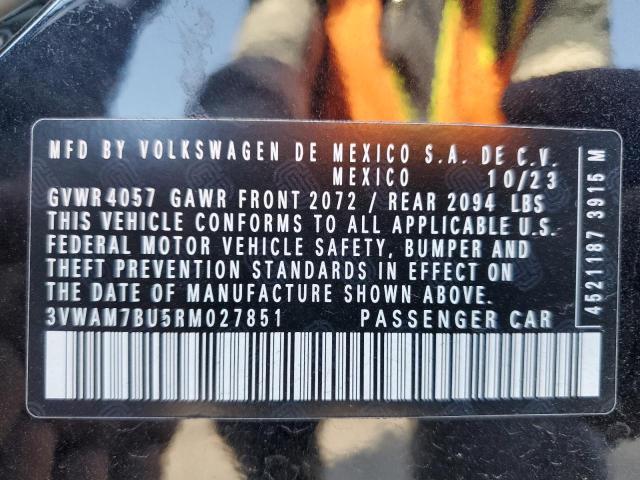 MFD BY VOLKSWAGEN DE MEXICO S.A. DE C.V.
MEXICO 10/23
GVWR 4057 GAWR FRONT 2072 / REAR 2094 LBS
THIS VEHICLE CONFORMS TO ALL APPLICABLE U.S.
FEDERAL MOTOR VEHICLE SAFETY, BUMPER AND
THEFT PREVENTION STANDARDS IN EFFECT ON
THE DATE OF MANUFACTURE SHOWN ABOVE.
3VWAM7BU5RM027851 PASSENGER CAR
4521187 3915 M